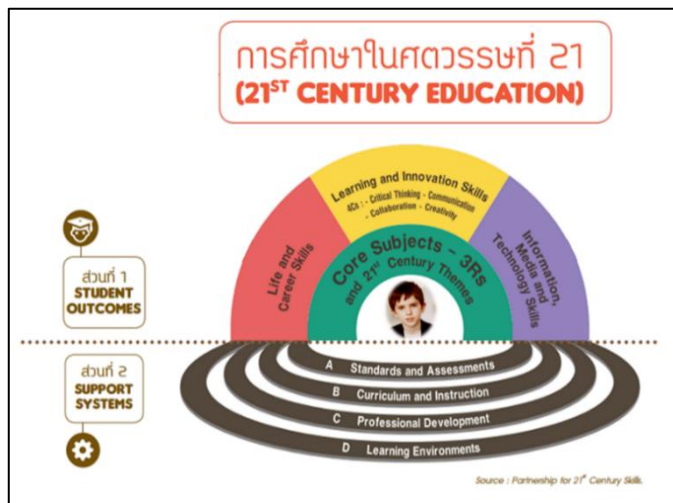 การศึกษาในศตวรรษที่ 21
(21ST CENTURY EDUCATION)
Learning and Innovation Skills
4Cs : - Critical Thinking - Communication
- Collaboration - Creativity
Life and
Career Skills
Core Subjects - 3Rs
and 21st Century Themes
Information,
Media and
Technology Skills
ส่วนที่ 1
STUDENT
OUTCOMES
ส่วนที่ 2
SUPPORT
SYSTEMS
A Standards and Assessments
B Curriculum and Instruction
C Professional Development
D Learning Environments
Source : Partnership for 21st Century Skills.